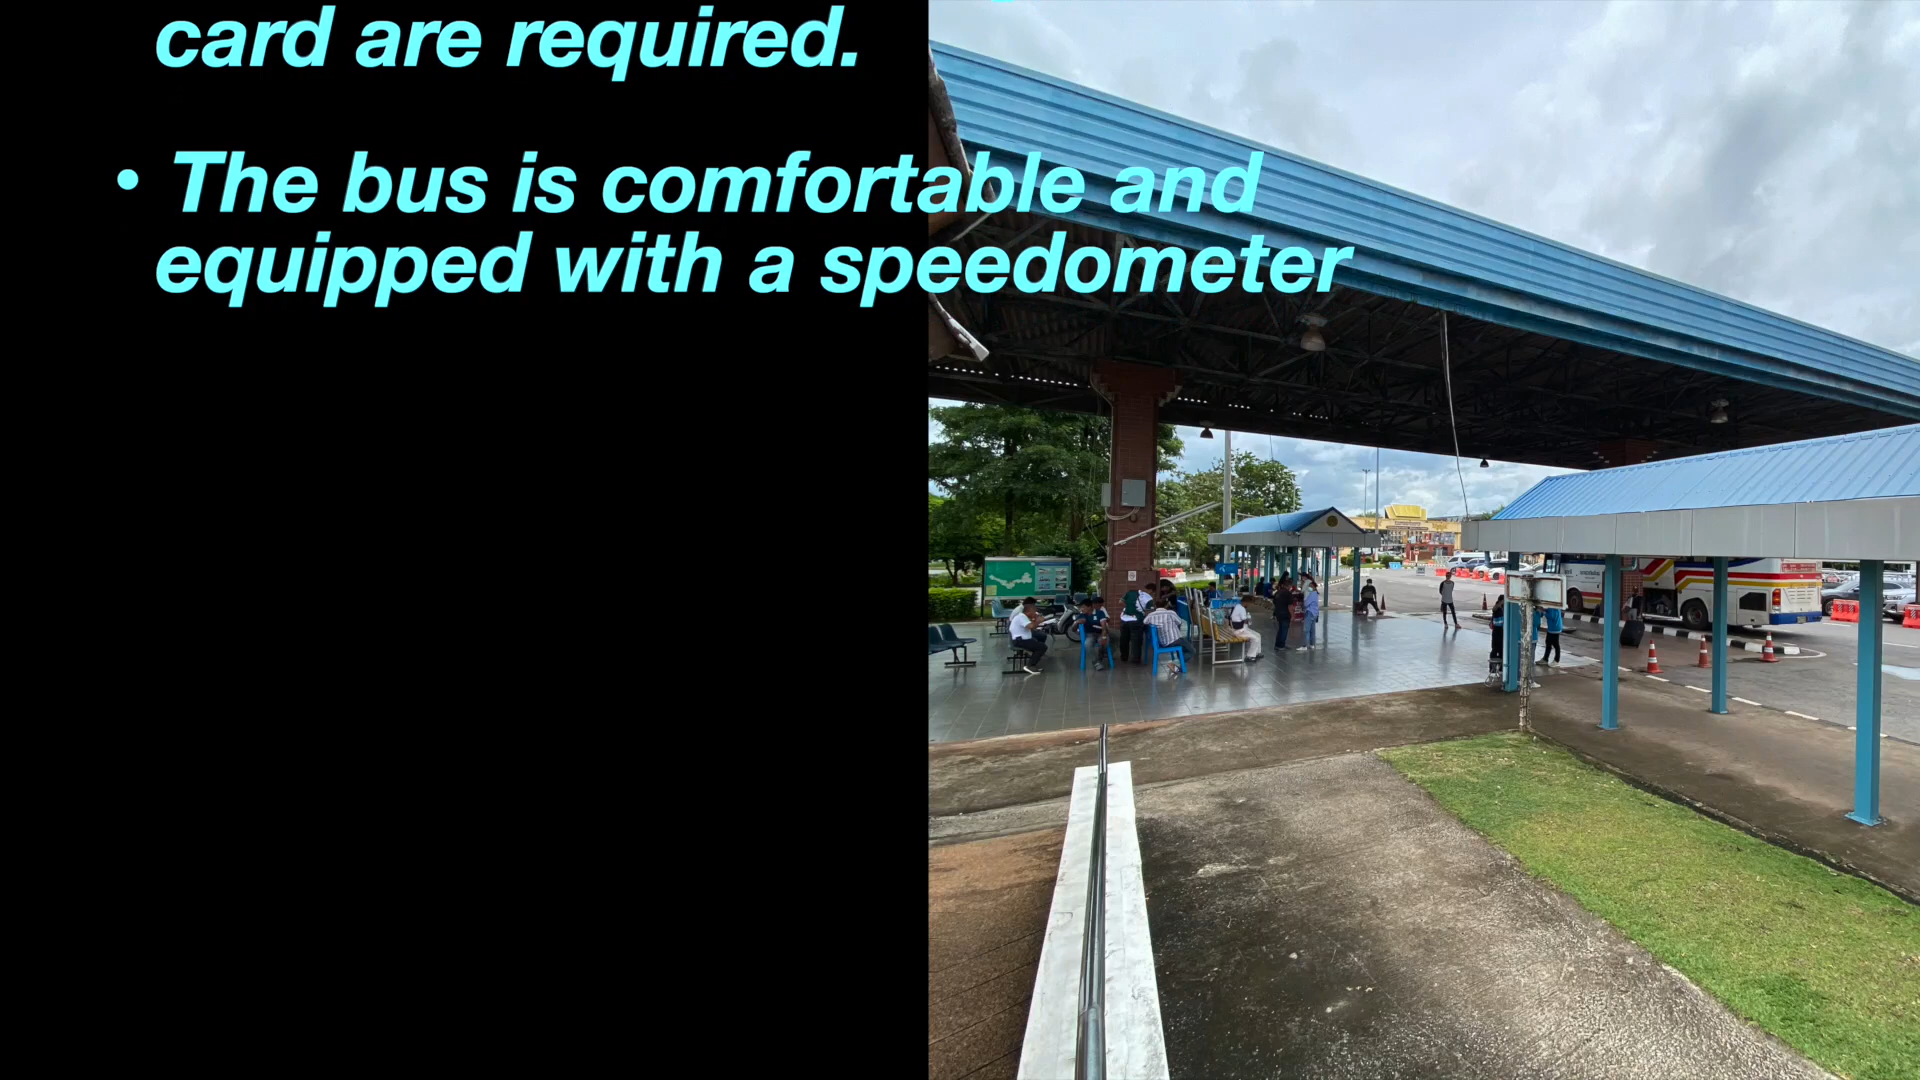 card are required.
• The bus is comfortable and
equipped with a speedometer